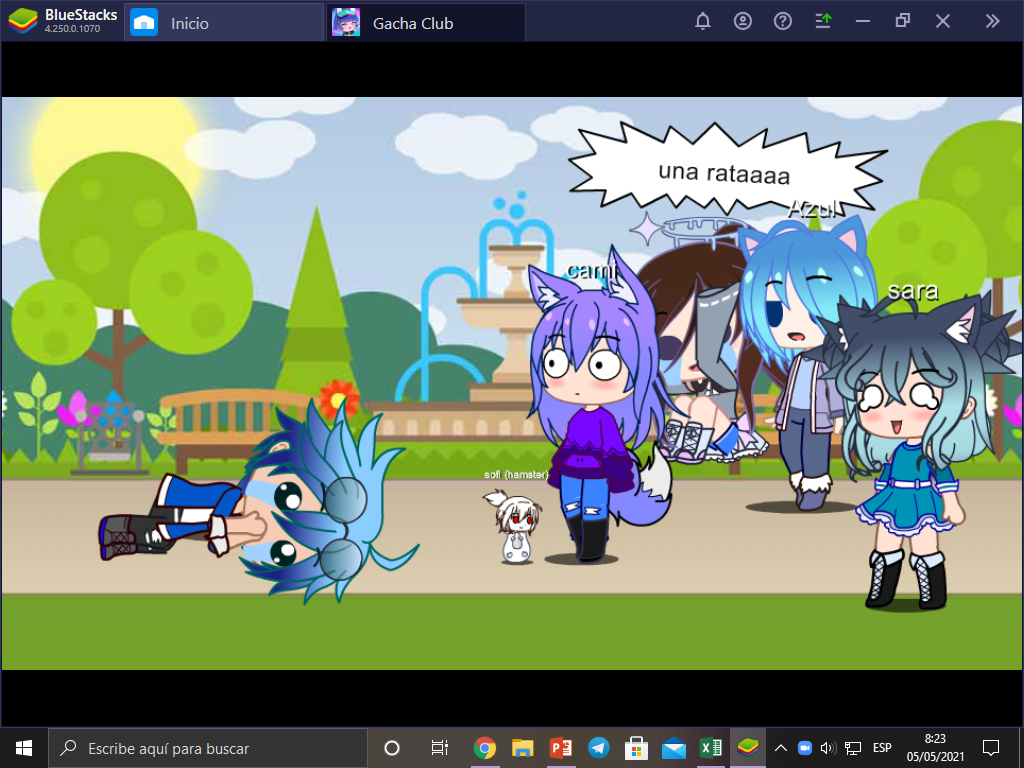 BlueStacks
4.250.0.1070
Inicio
Gacha Club
una rataaaa
Azul
cami
sara
sofi (hamster)
Escribe aquí para buscar
ESP
8:23
05/05/2021